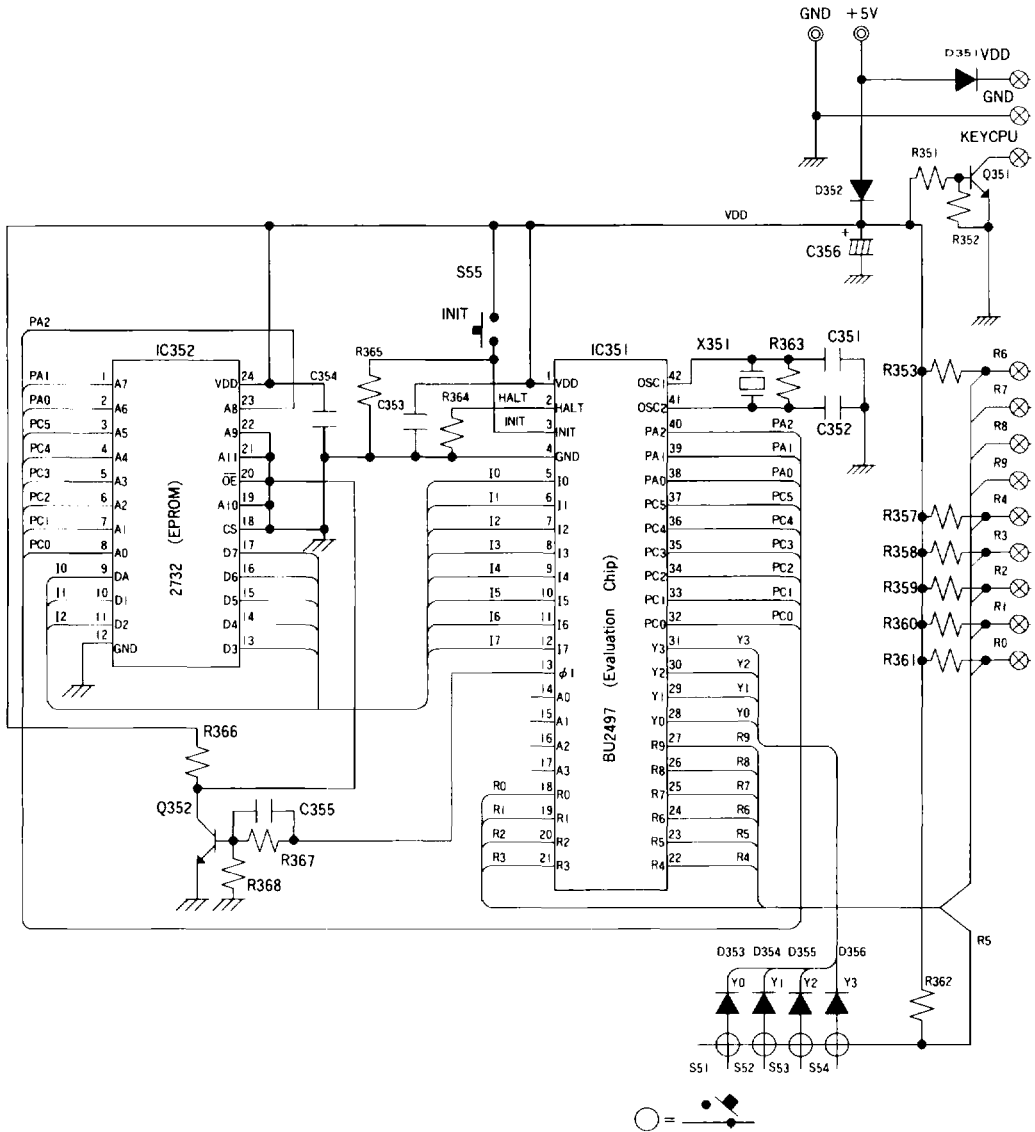 GND +5V
D351 VDD
GND
KEYCPU
R351
Q351
D352
R352
VDD
+
C356
S55
INIT
PA2
IC352
R365
C354
IC351
X351 R363 C351
C352
PA1 1 A7 VDD 24
PA0 2 A6 A8 23
PC5 3 A5 A9 22
PC4 4 A4 A11 21
PC3 5 A3 OE 20
PC2 6 A2 A10 19
PC1 7 A1 CS 18
PC0 8 A0 D7 17
I0 9 DA D6 16
I1 10 D1 D5 15
I2 11 D2 D4 14
12 GND D3 13
2732 (EPROM)
C353
R364
HALT
INIT
1 VDD OSC1 42
2 HALT OSC2 41
3 INIT PA2 40 PA2
4 GND PA1 39 PA1
I0 5 I0 PA0 38 PA0
I1 6 I1 PC5 37 PC5
I2 7 I2 PC4 36 PC4
I3 8 I3 PC3 35 PC3
I4 9 I4 PC2 34 PC2
I5 10 I5 PC1 33 PC1
I6 11 I6 PC0 32 PC0
I7 12 I7 Y3 31 Y3
13 φ1 Y2 30 Y2
14 A0 Y1 29 Y1
15 A1 Y0 28 Y0
16 A2 R9 27 R9
17 A3 R8 26 R8
R0 18 R0 R7 25 R7
R1 19 R1 R6 24 R6
R2 20 R2 R5 23 R5
R3 21 R3 R4 22 R4
BU2497 (Evaluation Chip)
R353 R6
R7
R8
R9
R357 R4
R358 R3
R359 R2
R360 R1
R361 R0
R366
Q352
C355
R367
R368
R5
D353 D354 D355 D356
Y0 Y1 Y2 Y3
R362
S51 S52 S53 S54
=